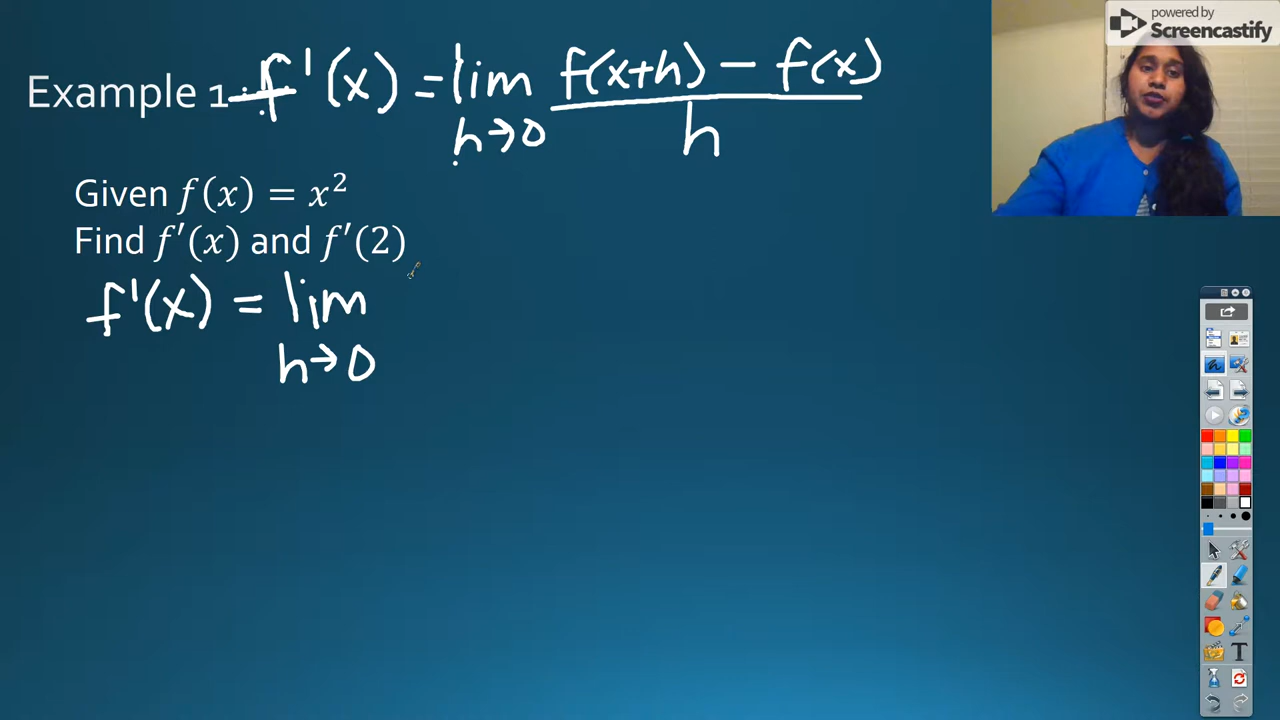 powered by
Screencastify
Example 1 : f'(x) = lim h→0 f(x+h) - f(x) / h
Given f(x) = x²
Find f′(x) and f′(2)
f'(x) = lim
h→0